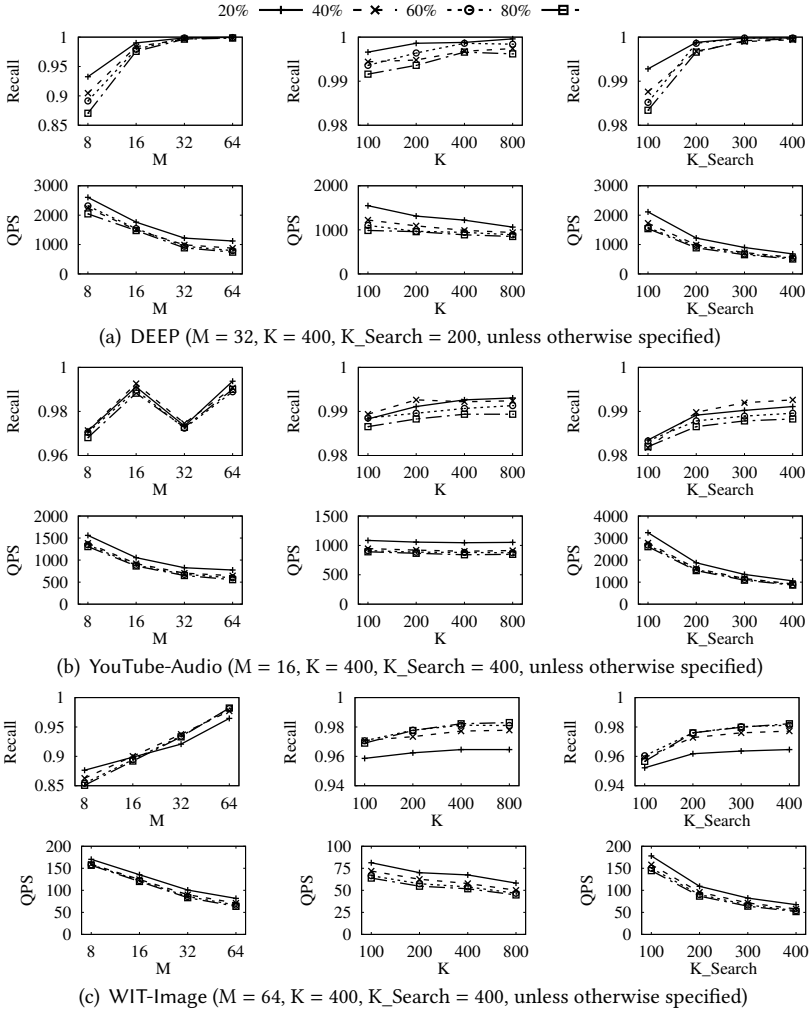 20% 40% 60% 80%
1
0.95
0.9
0.85
Recall
8 16 32 64
M
1
0.99
0.98
Recall
100 200 400 800
K
1
0.99
0.98
Recall
100 200 300 400
K_Search
3000
2000
1000
0
QPS
8 16 32 64
M
2000
1000
0
QPS
100 200 400 800
K
3000
2000
1000
0
QPS
100 200 300 400
K_Search
(a) DEEP (M = 32, K = 400, K_Search = 200, unless otherwise specified)
1
0.98
0.96
Recall
8 16 32 64
M
1
0.99
0.98
Recall
100 200 400 800
K
1
0.99
0.98
Recall
100 200 300 400
K_Search
2000
1500
1000
500
0
QPS
8 16 32 64
M
1500
1000
500
0
QPS
100 200 400 800
K
4000
3000
2000
1000
0
QPS
100 200 300 400
K_Search
(b) YouTube-Audio (M = 16, K = 400, K_Search = 400, unless otherwise specified)
1
0.95
0.9
0.85
Recall
8 16 32 64
M
1
0.98
0.96
0.94
Recall
100 200 400 800
K
1
0.98
0.96
0.94
Recall
100 200 300 400
K_Search
200
150
100
50
0
QPS
8 16 32 64
M
100
75
50
25
0
QPS
100 200 400 800
K
200
150
100
50
0
QPS
100 200 300 400
K_Search
(c) WIT-Image (M = 64, K = 400, K_Search = 400, unless otherwise specified)